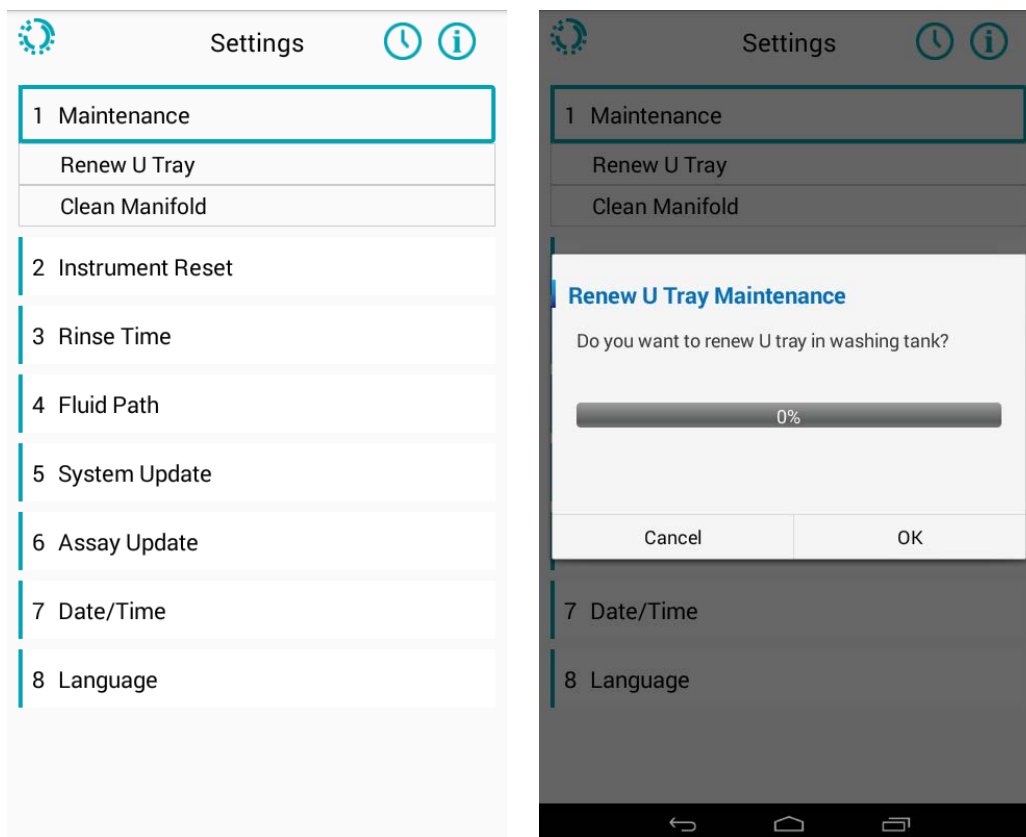 Settings
1 Maintenance
Renew U Tray
Clean Manifold
2 Instrument Reset
3 Rinse Time
4 Fluid Path
5 System Update
6 Assay Update
7 Date/Time
8 Language
Settings
1 Maintenance
Renew U Tray
Clean Manifold
Renew U Tray Maintenance
Do you want to renew U tray in washing tank?
0%
Cancel OK
7 Date/Time
8 Language